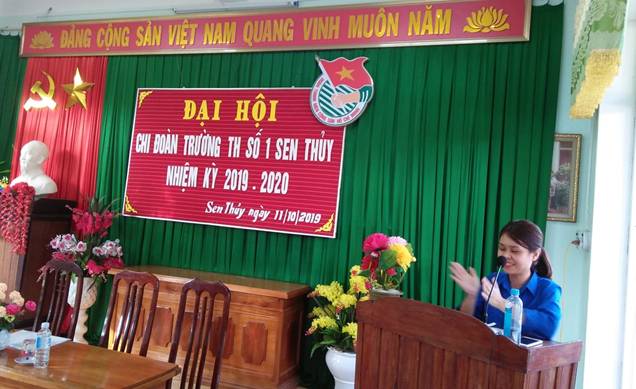 ĐẢNG CỘNG SẢN VIỆT NAM QUANG VINH MUÔN NĂM
ĐẠI HỘI
CHI ĐOÀN TRƯỜNG TH SỐ 1 SEN THỦY
NHIỆM KỲ 2019 - 2020
Sen Thủy, ngày 11/10/2019